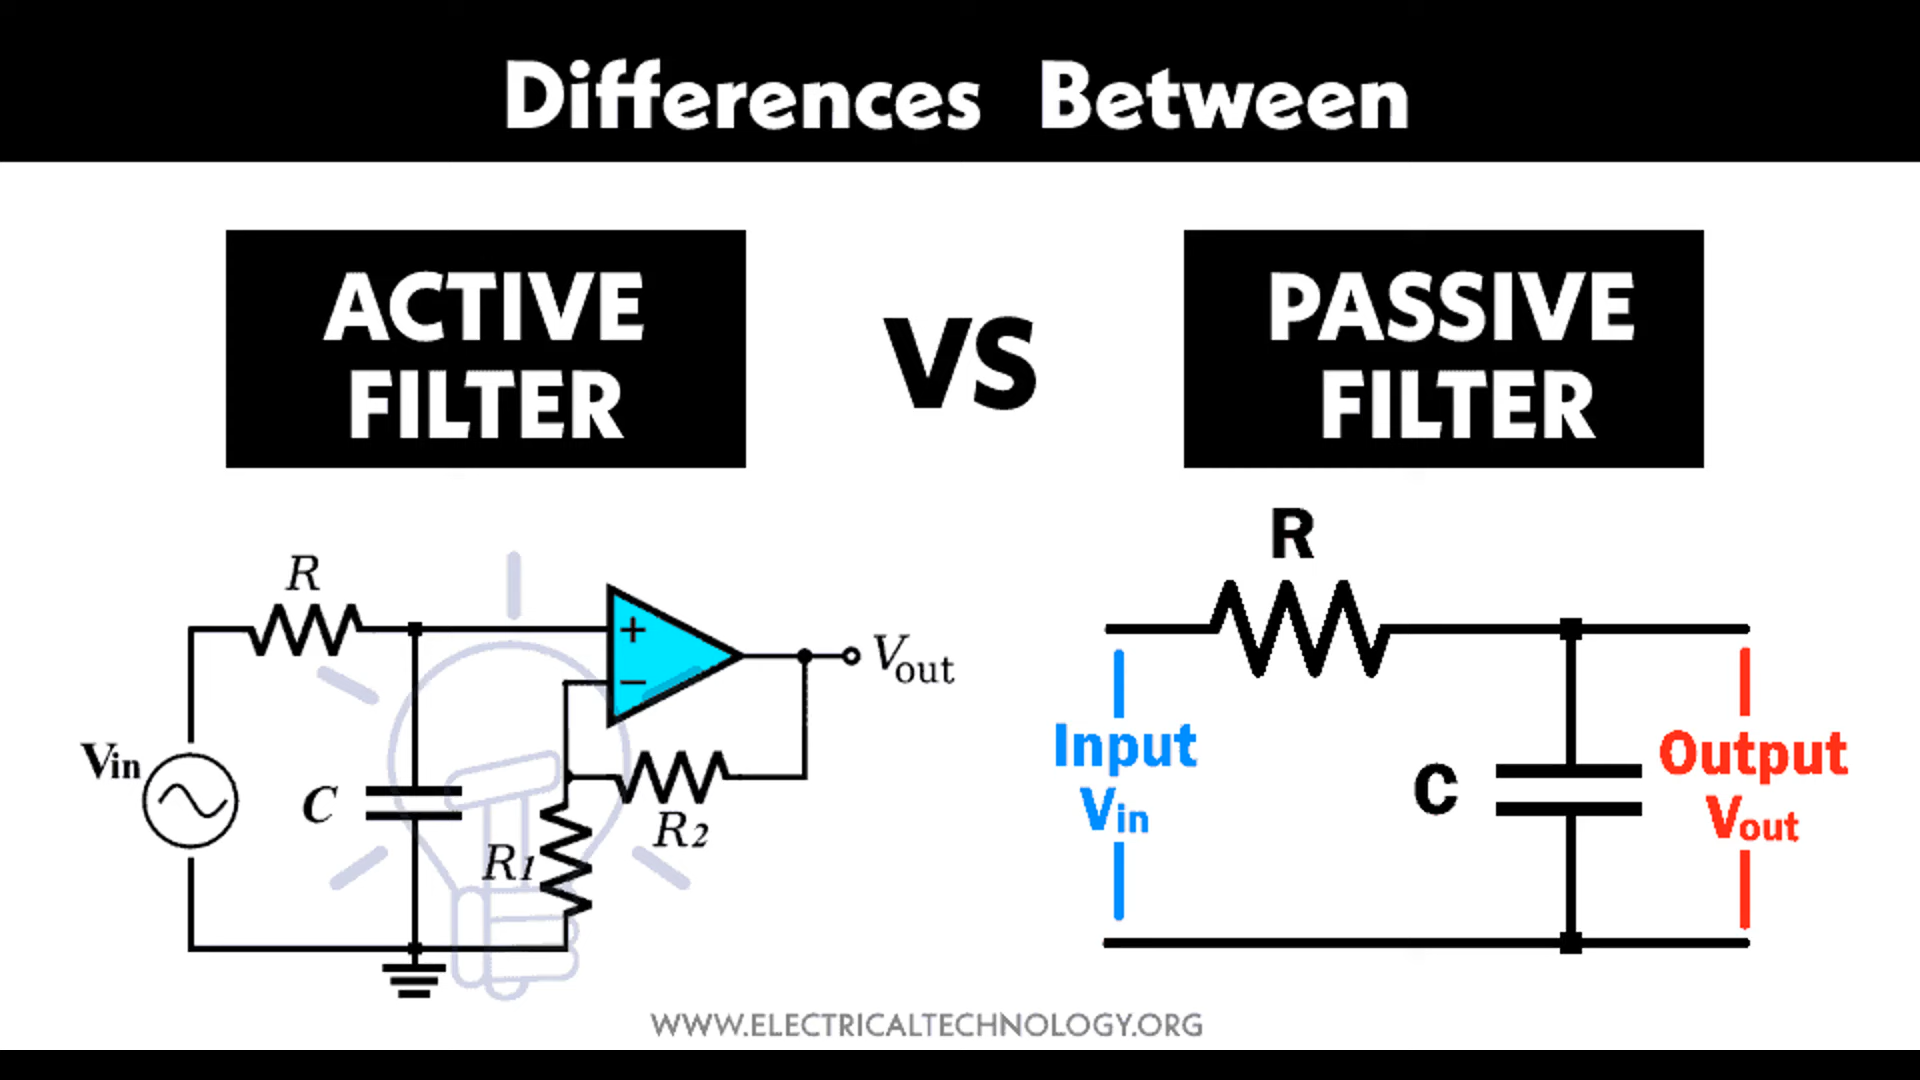 Differences Between
ACTIVE
FILTER
VS
PASSIVE
FILTER
R
+
−
Vout
Vin
C
R1
R2
R
Input
Vin
C
Output
Vout
WWW.ELECTRICALTECHNOLOGY.ORG